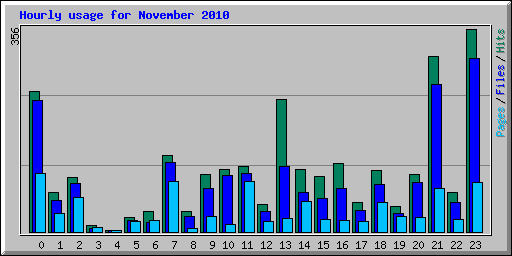 Hourly usage for November 2010
356
Pages/Files/Hits
0 1 2 3 4 5 6 7 8 9 10 11 12 13 14 15 16 17 18 19 20 21 22 23